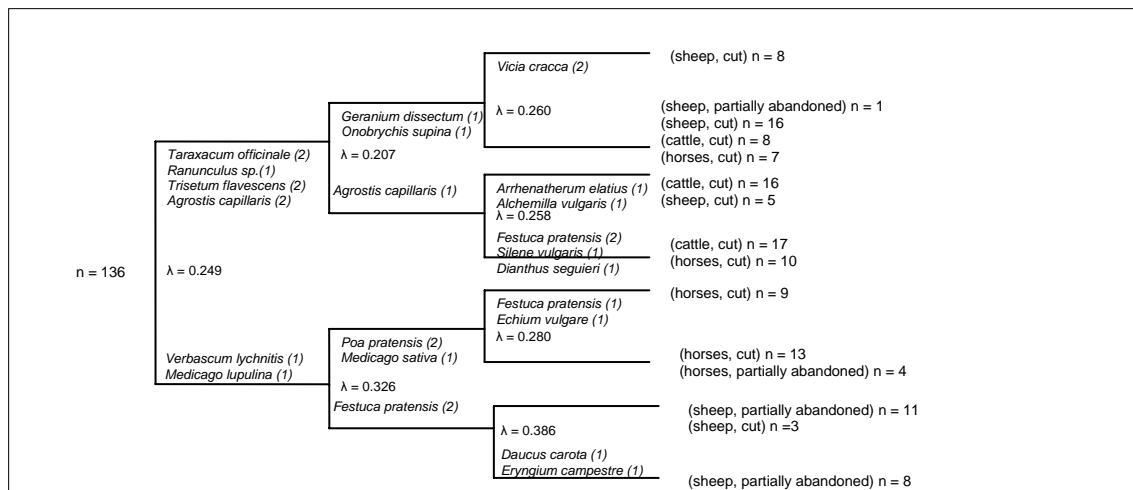 Vicia cracca (2)
(sheep, cut) n = 8
Geranium dissectum (1)
Onobrychis supina (1)
λ = 0.260
(sheep, partially abandoned) n = 1
(sheep, cut) n = 16
(cattle, cut) n = 8
(horses, cut) n = 7
Taraxacum officinale (2)
Ranunculus sp.(1)
Trisetum flavescens (2)
Agrostis capillaris (2)
λ = 0.207
Agrostis capillaris (1)
Arrhenatherum elatius (1)
Alchemilla vulgaris (1)
λ = 0.258
Festuca pratensis (2)
Silene vulgaris (1)
Dianthus seguieri (1)
(cattle, cut) n = 16
(sheep, cut) n = 5
(cattle, cut) n = 17
(horses, cut) n = 10
n = 136
λ = 0.249
Festuca pratensis (1)
Echium vulgare (1)
λ = 0.280
(horses, cut) n = 9
Verbascum lychnitis (1)
Medicago lupulina (1)
Poa pratensis (2)
Medicago sativa (1)
λ = 0.326
Festuca pratensis (2)
(horses, cut) n = 13
(horses, partially abandoned) n = 4
λ = 0.386
Daucus carota (1)
Eryngium campestre (1)
(sheep, partially abandoned) n = 11
(sheep, cut) n =3
(sheep, partially abandoned) n = 8